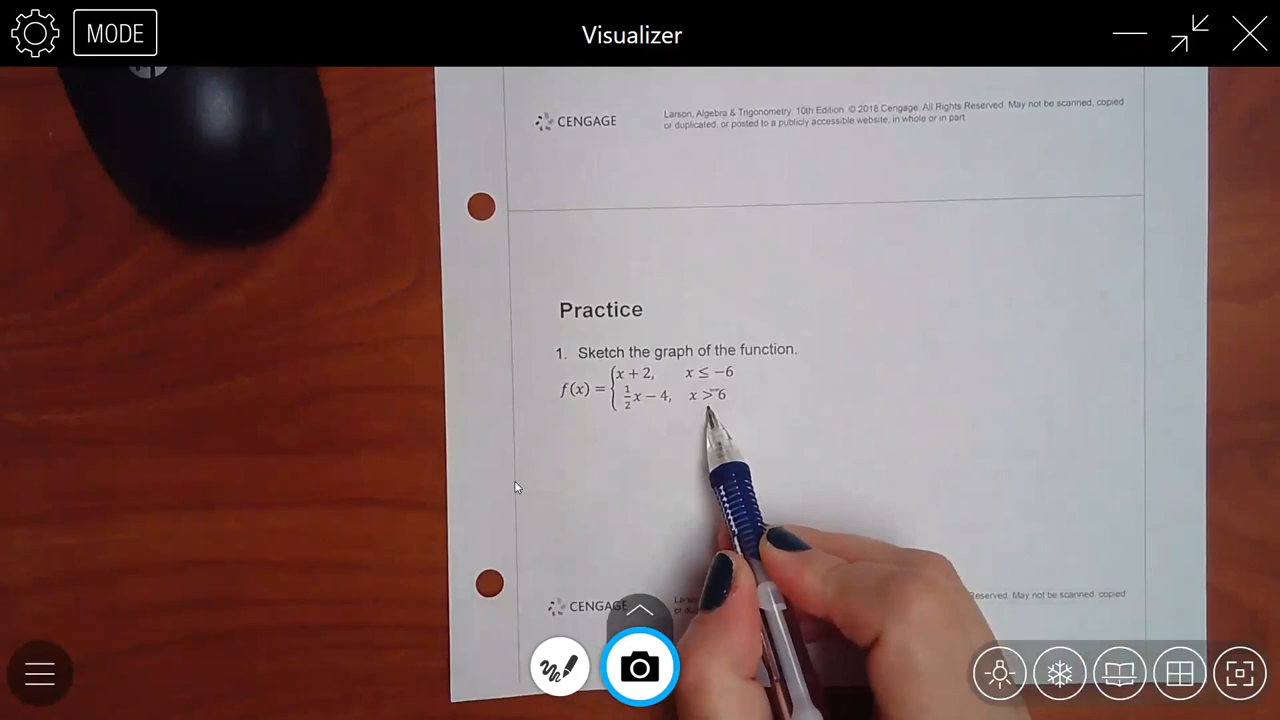 MODE
Visualizer
CENGAGE
Larson, Algebra & Trigonometry, 10th Edition. © 2018 Cengage. All Rights Reserved. May not be scanned, copied
or duplicated, or posted to a publicly accessible website, in whole or in part.
Practice
1. Sketch the graph of the function.
f(x) = { x + 2, x ≤ −6
1/2 x − 4, x > −6
CENGAGE
Reserved. May not be scanned, copied